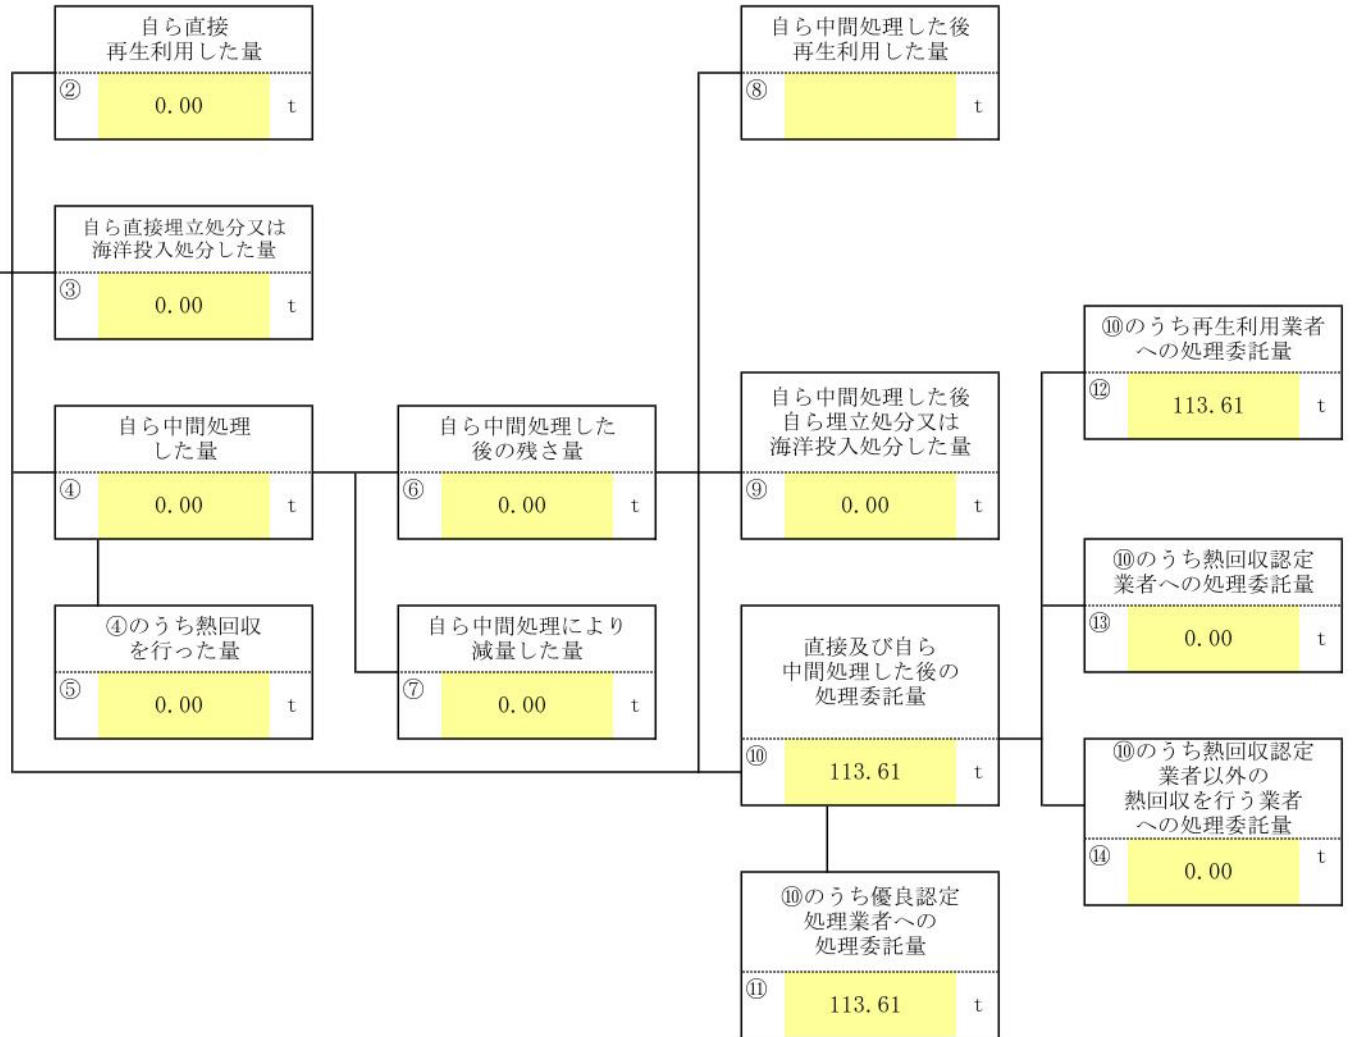 自ら直接
再生利用した量
②
0.00
t
自ら中間処理した後
再生利用した量
⑧
t
自ら直接埋立処分又は
海洋投入処分した量
③
0.00
t
⑩のうち再生利用業者
への処理委託量
⑫
113.61
t
自ら中間処理
した量
④
0.00
t
自ら中間処理した
後の残さ量
⑥
0.00
t
自ら中間処理した後
自ら埋立処分又は
海洋投入処分した量
⑨
0.00
t
⑩のうち熱回収認定
業者への処理委託量
⑬
0.00
t
④のうち熱回収
を行った量
⑤
0.00
t
自ら中間処理により
減量した量
⑦
0.00
t
直接及び自ら
中間処理した後の
処理委託量
⑩
113.61
t
⑩のうち熱回収認定
業者以外の
熱回収を行う業者
への処理委託量
⑭
0.00
t
⑩のうち優良認定
処理業者への
処理委託量
⑪
113.61
t